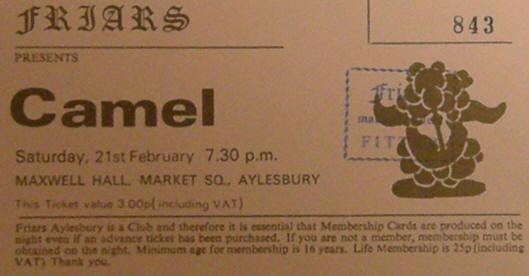 FRIARS
843
PRESENTS
Camel
Fri
ma
FIT
Saturday, 21st February 7.30 p.m.
MAXWELL HALL, MARKET SQ., AYLESBURY
This Ticket value 3.00p(including VAT)
Friars Aylesbury is a Club and therefore it is essential that Membership Cards are produced on the
night even if an advance ticket has been purchased. If you are not a member, membership must be
obtained on the night. Minimum age for membership is 16 years. Life Membership is 25p (including
VAT) Thank you.